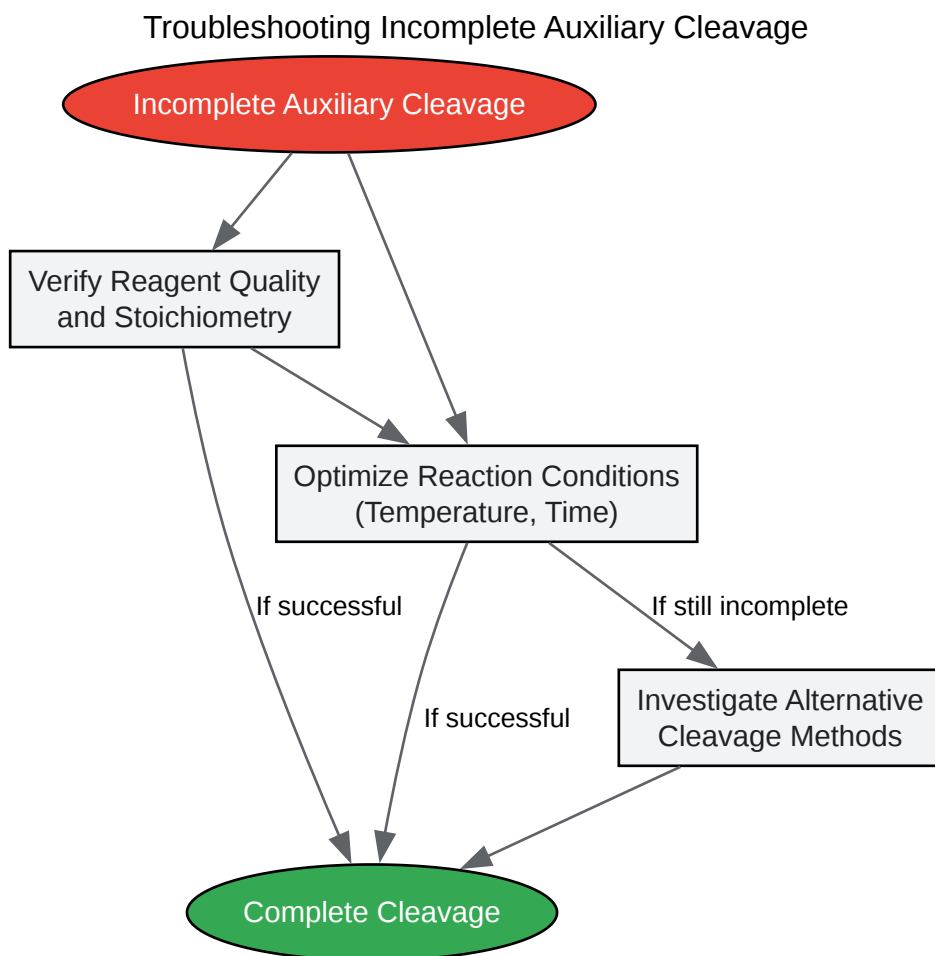 Troubleshooting Incomplete Auxiliary Cleavage
Incomplete Auxiliary Cleavage
Verify Reagent Quality
and Stoichiometry
Optimize Reaction Conditions
(Temperature, Time)
If successful
If still incomplete
If successful
Investigate Alternative
Cleavage Methods
Complete Cleavage